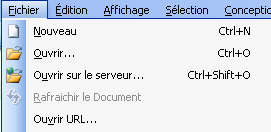 Fichier Édition Affichage Sélection Conceptio
Nouveau Ctrl+N
Ouvrir... Ctrl+O
Ouvrir sur le serveur... Ctrl+Shift+O
Rafraichir le Document
Ouvrir URL...